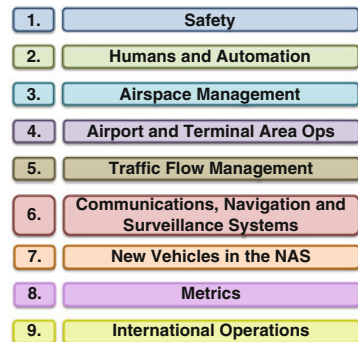 1. Safety
2. Humans and Automation
3. Airspace Management
4. Airport and Terminal Area Ops
5. Traffic Flow Management
6. Communications, Navigation and
Surveillance Systems
7. New Vehicles in the NAS
8. Metrics
9. International Operations